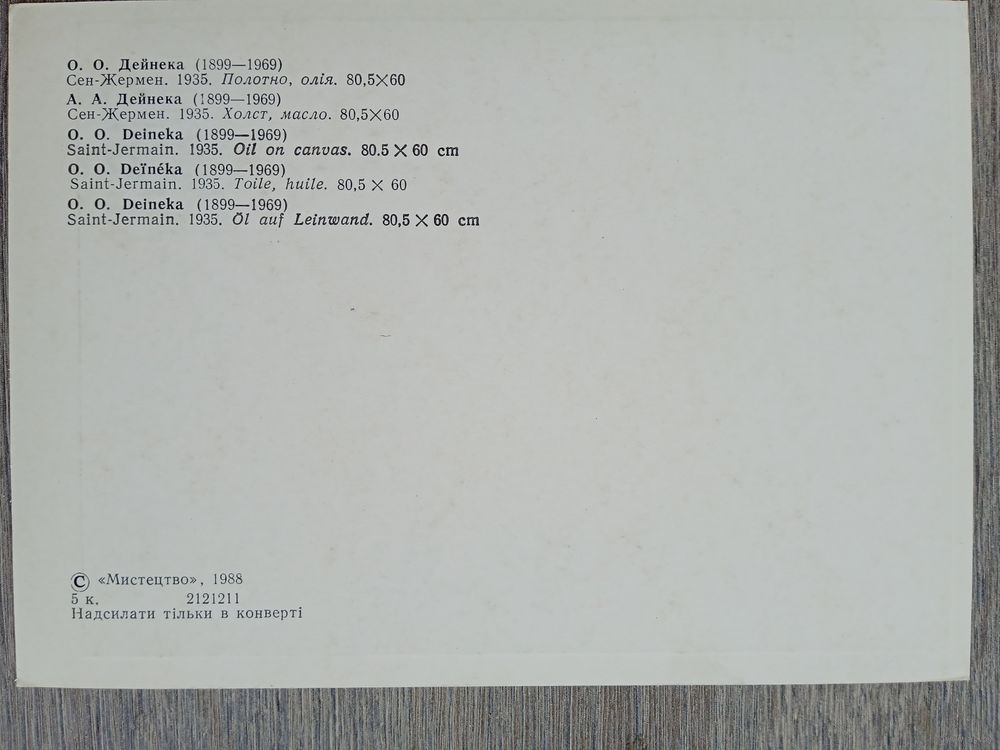 О. О. Дейнека (1899—1969)
Сен-Жермен. 1935. Полотно, олія. 80,5×60
А. А. Дейнека (1899—1969)
Сен-Жермен. 1935. Холст, масло. 80,5×60
O. O. Deineka (1899—1969)
Saint-Jermain. 1935. Oil on canvas. 80.5 × 60 cm
O. O. Deïnéka (1899—1969)
Saint-Jermain. 1935. Toile, huile. 80,5 × 60
O. O. Deineka (1899—1969)
Saint-Jermain. 1935. Öl auf Leinwand. 80,5 × 60 cm
© «Мистецтво», 1988
5 к. 2121211
Надсилати тільки в конверті